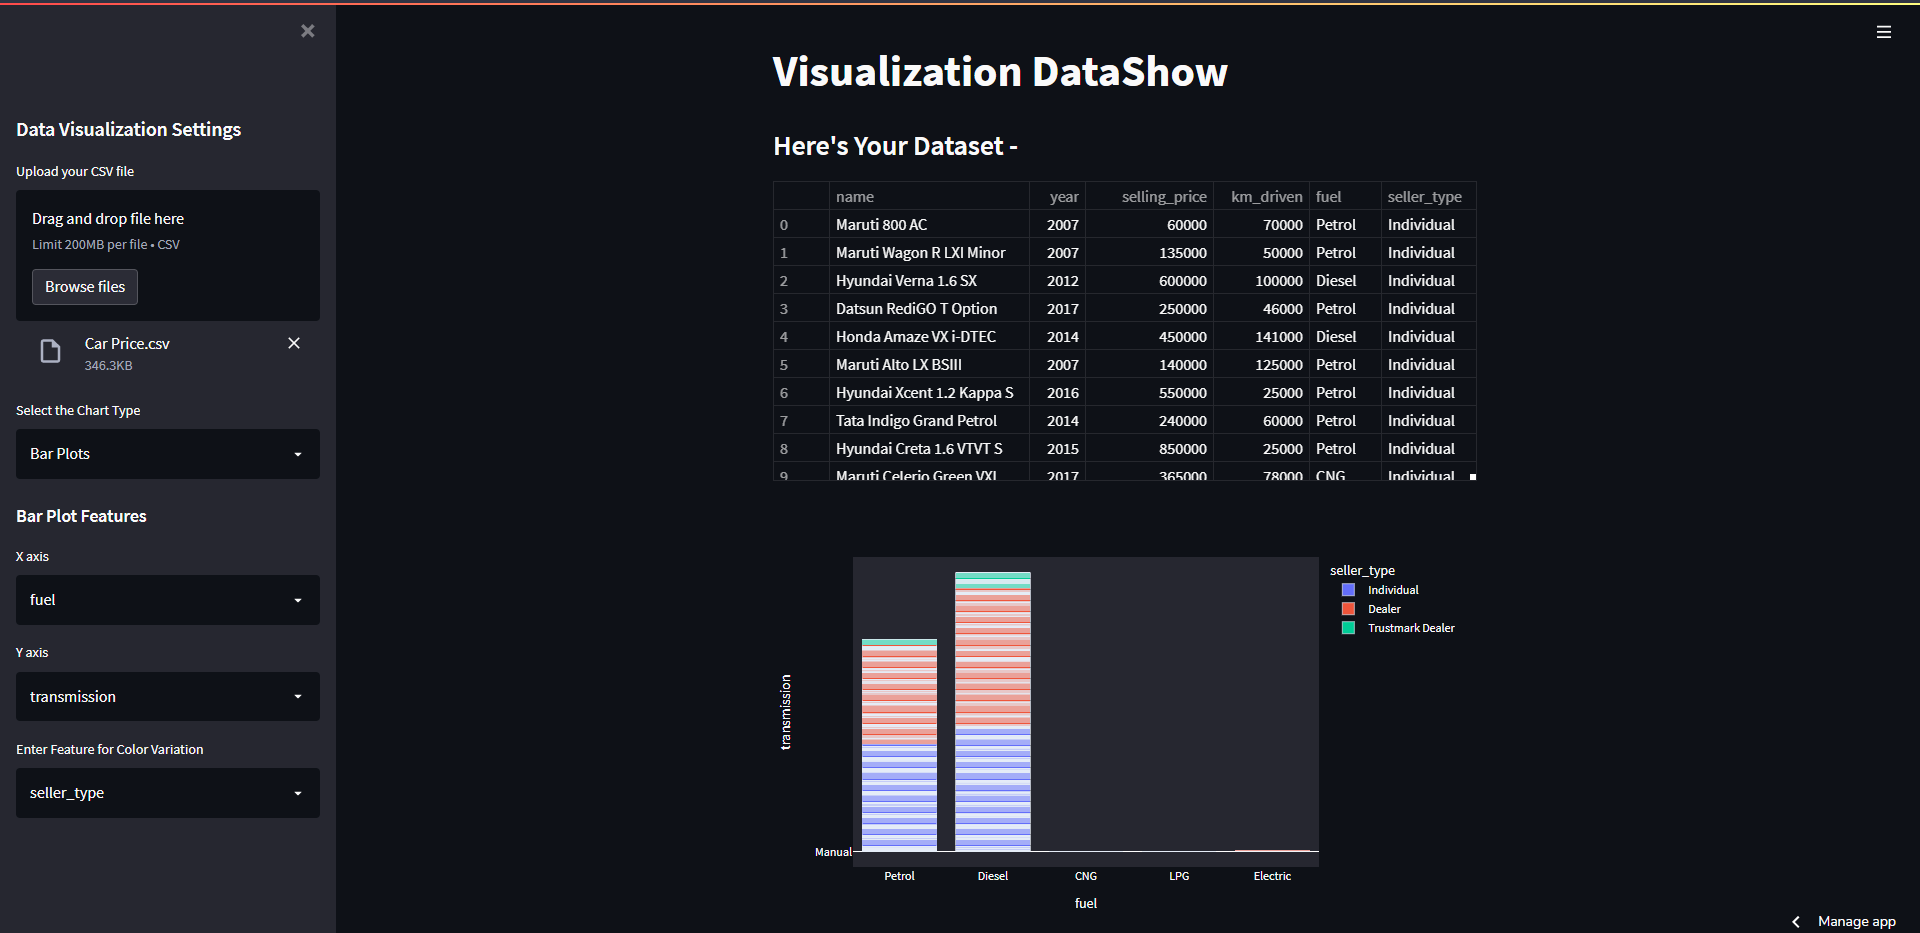 Data Visualization Settings
Upload your CSV file
Drag and drop file here
Limit 200MB per file • CSV
Browse files
Car Price.csv
346.3KB
Select the Chart Type
Bar Plots
Bar Plot Features
X axis
fuel
Y axis
transmission
Enter Feature for Color Variation
seller_type
Visualization DataShow
Here's Your Dataset -
name year selling_price km_driven fuel seller_type
0 Maruti 800 AC 2007 60000 70000 Petrol Individual
1 Maruti Wagon R LXI Minor 2007 135000 50000 Petrol Individual
2 Hyundai Verna 1.6 SX 2012 600000 100000 Diesel Individual
3 Datsun RediGO T Option 2017 250000 46000 Petrol Individual
4 Honda Amaze VX i-DTEC 2014 450000 141000 Diesel Individual
5 Maruti Alto LX BSIII 2007 140000 125000 Petrol Individual
6 Hyundai Xcent 1.2 Kappa S 2016 550000 25000 Petrol Individual
7 Tata Indigo Grand Petrol 2014 240000 60000 Petrol Individual
8 Hyundai Creta 1.6 VTVT S 2015 850000 25000 Petrol Individual
9 Maruti Celerio Green VXI 2017 365000 78000 CNG Individual
seller_type
Individual
Dealer
Trustmark Dealer
transmission
Manual
Petrol Diesel CNG LPG Electric
fuel
Manage app